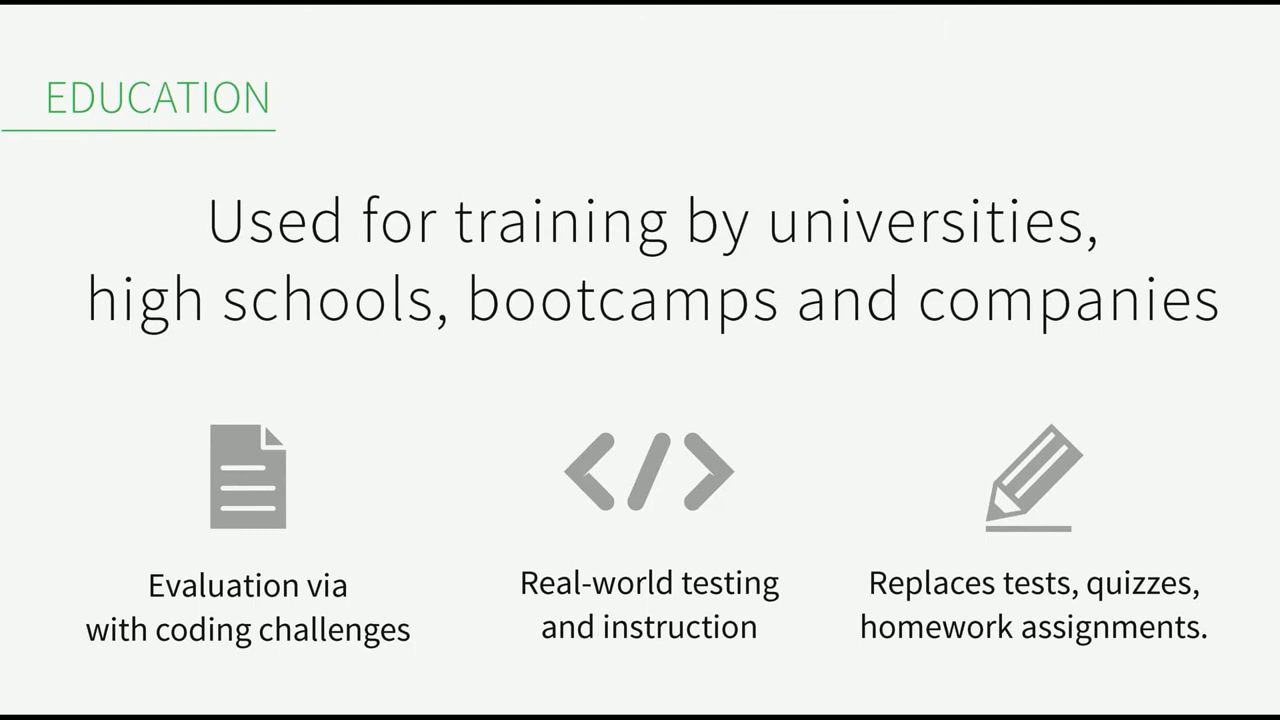 EDUCATION
Used for training by universities,
high schools, bootcamps and companies
Evaluation via
with coding challenges
Real-world testing
and instruction
Replaces tests, quizzes,
homework assignments.